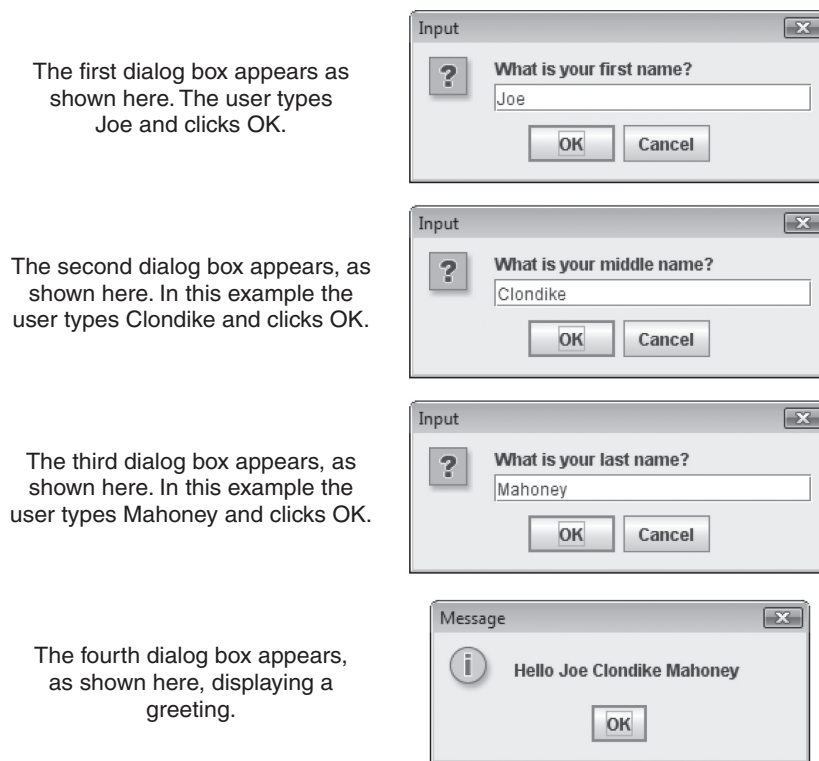 The first dialog box appears as
shown here. The user types
Joe and clicks OK.
Input
What is your first name?
Joe
OK Cancel
The second dialog box appears, as
shown here. In this example the
user types Clondike and clicks OK.
Input
What is your middle name?
Clondike
OK Cancel
The third dialog box appears, as
shown here. In this example the
user types Mahoney and clicks OK.
Input
What is your last name?
Mahoney
OK Cancel
The fourth dialog box appears,
as shown here, displaying a
greeting.
Message
Hello Joe Clondike Mahoney
OK